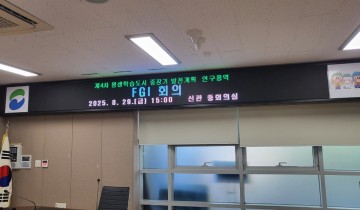 제4차 평생학습도시 중장기 발전계획 연구용역
FGI 회의
2025. 8. 29.(금) 15:00 신관 중회의실